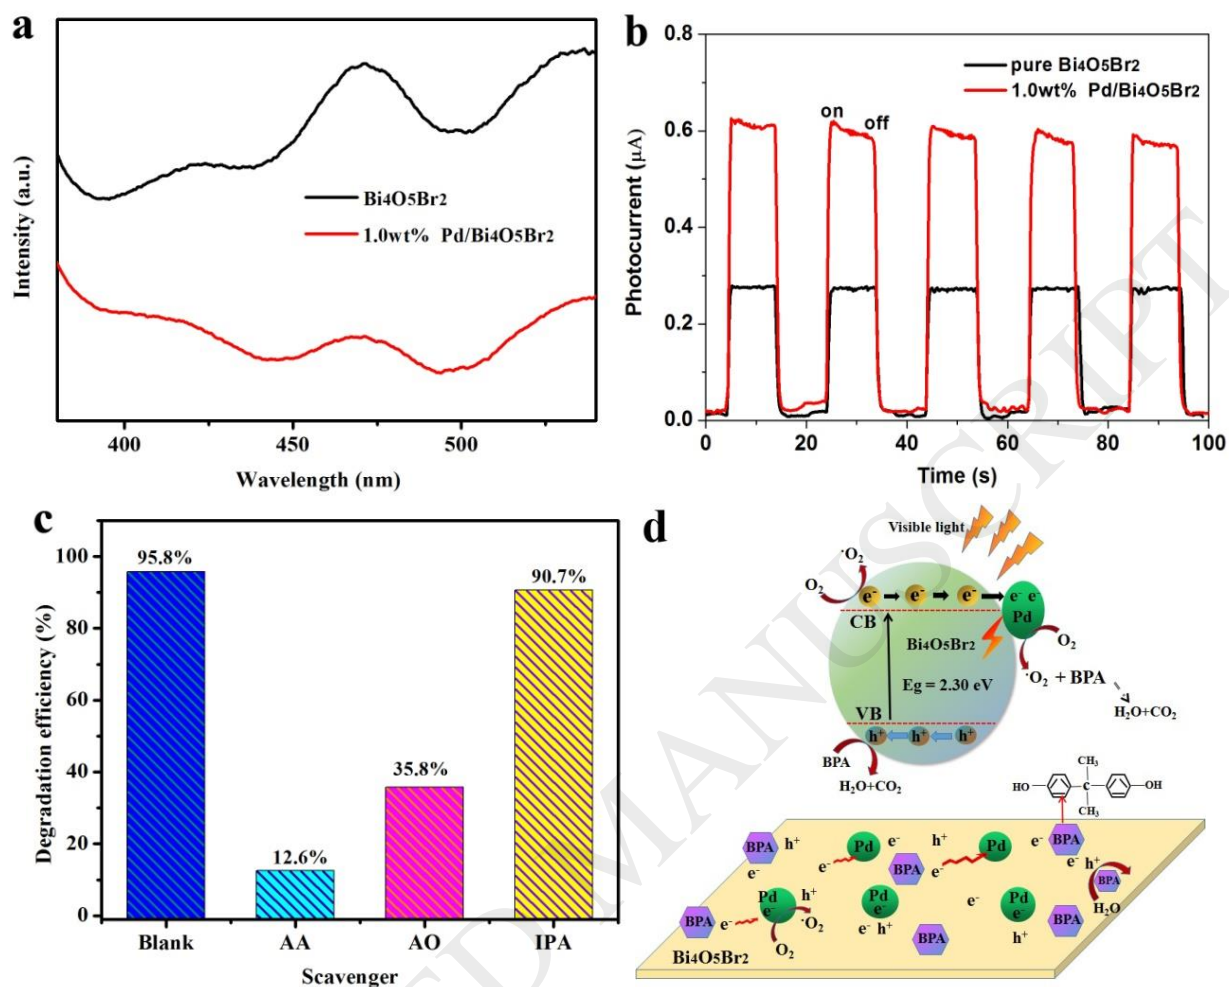 a
Intensity (a.u.)
Bi4O5Br2
1.0wt% Pd/Bi4O5Br2
400 450 500
Wavelength (nm)
b
0.8
0.6
0.4
0.2
0.0
Photocurrent (μA)
pure Bi4O5Br2
1.0wt% Pd/Bi4O5Br2
on off
0 20 40 60 80 100
Time (s)
c
100
80
60
40
20
0
Degradation efficiency (%)
95.8%
12.6%
35.8%
90.7%
Blank AA AO IPA
Scavenger
d
Visible light
·O2
O2
e- e- e- e- e-
CB Pd
Bi4O5Br2 O2
Eg = 2.30 eV ·O2 + BPA
H2O+CO2
VB
h+ h+ h+
BPA
H2O+CO2
CH3
HO C OH
CH3
BPA h+ e- Pd e- h+ Pd e- BPA
e- e- BPA e- e- h+ BPA
Pd e- h+ ·O2 Pd e- e- Pd e- H2O
BPA e- O2 e- h+ BPA h+ BPA
Bi4O5Br2
ED MANUSCRIPT